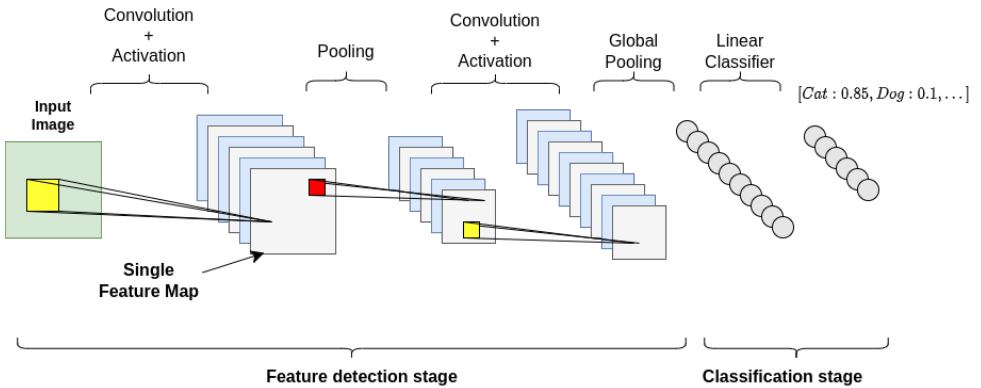 Convolution
+
Activation
Pooling
Convolution
+
Activation
Global
Pooling
Linear
Classifier
[Cat : 0.85, Dog : 0.1, . . . ]
Input
Image
Single
Feature Map
Feature detection stage
Classification stage